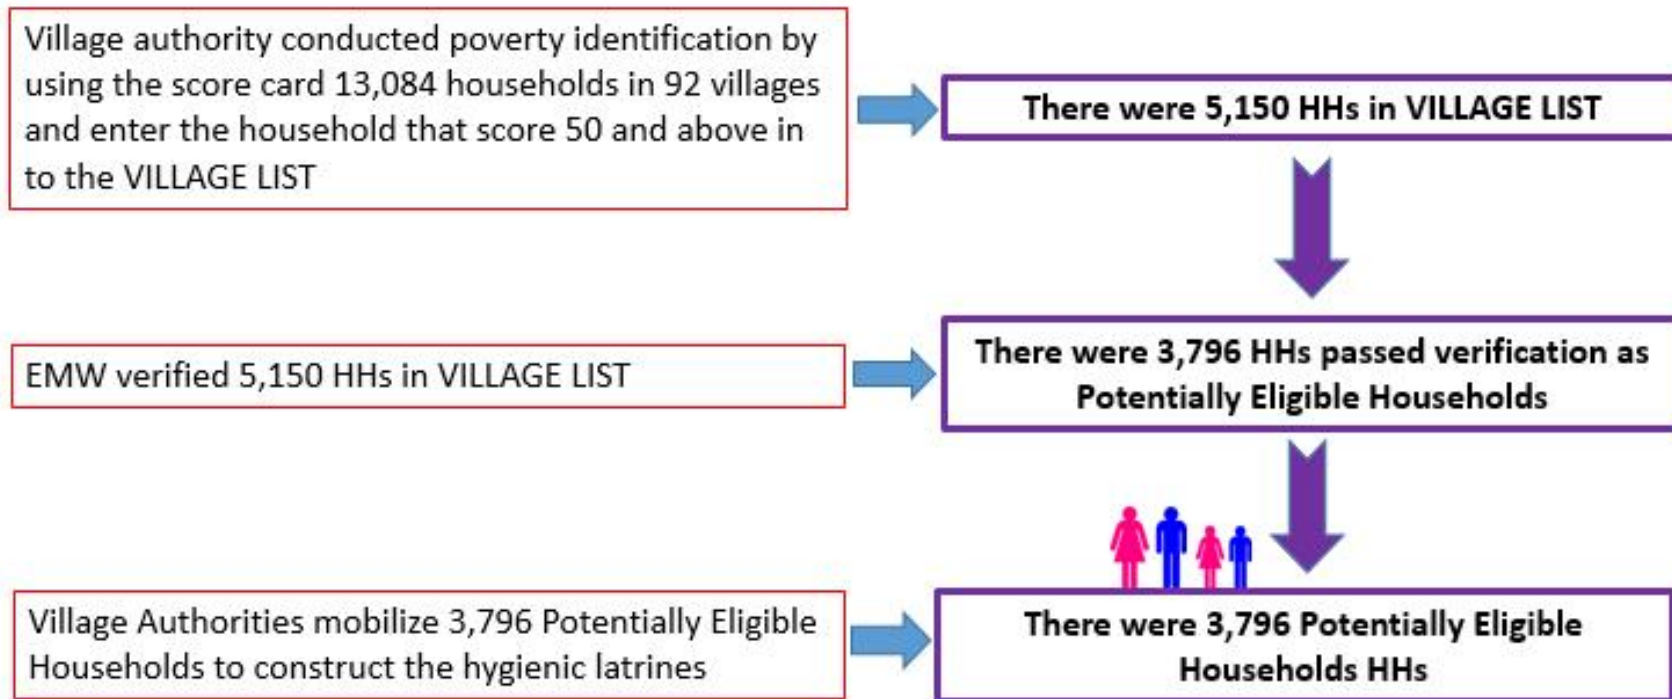 Village authority conducted poverty identification by
using the score card 13,084 households in 92 villages
and enter the household that score 50 and above in
to the VILLAGE LIST
There were 5,150 HHs in VILLAGE LIST
EMW verified 5,150 HHs in VILLAGE LIST
There were 3,796 HHs passed verification as
Potentially Eligible Households
Village Authorities mobilize 3,796 Potentially Eligible
Households to construct the hygienic latrines
There were 3,796 Potentially Eligible
Households HHs